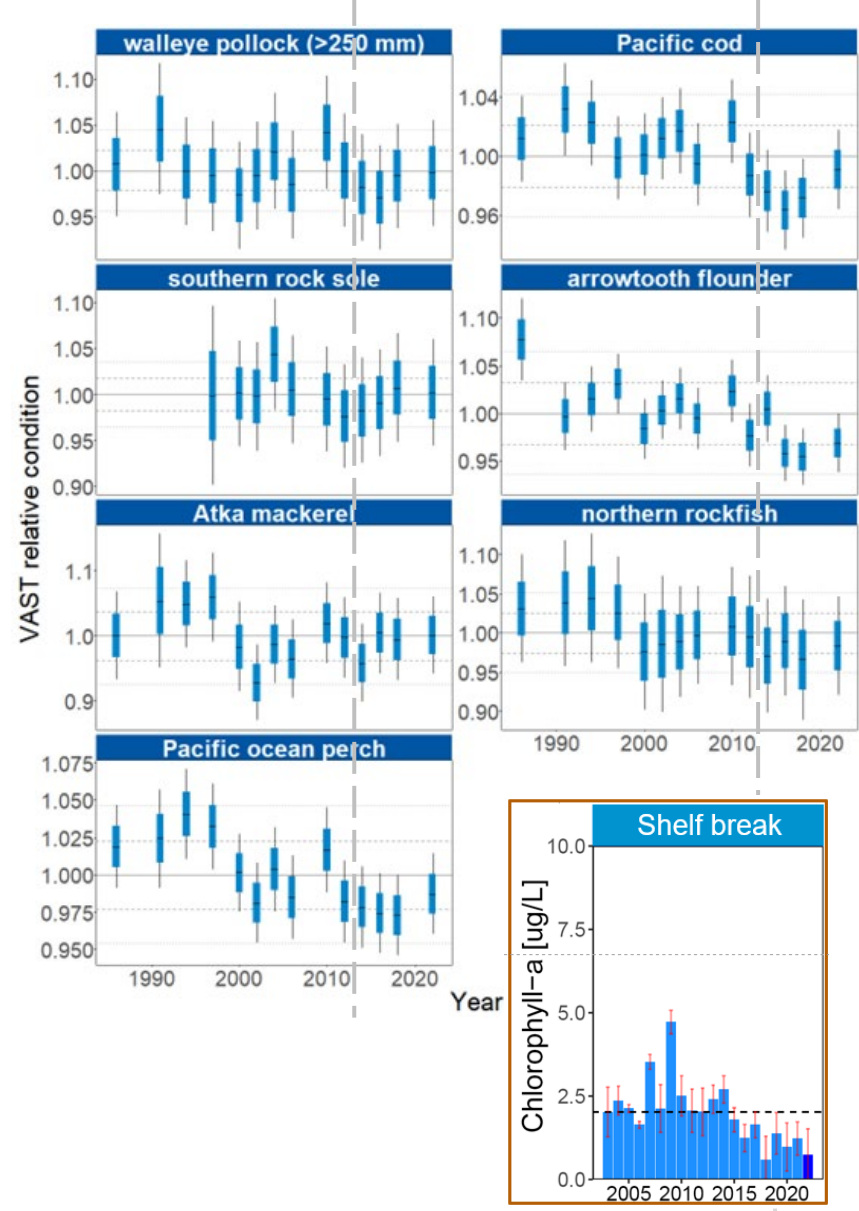 walleye pollock (>250 mm)
Pacific cod
1.10
1.05
1.00
0.95
1.04
1.00
0.96
southern rock sole
arrowtooth flounder
1.10
1.05
1.00
0.95
0.90
1.10
1.05
1.00
0.95
VAST relative condition
Atka mackerel
northern rockfish
1.1
1.0
0.9
1.10
1.05
1.00
0.95
0.90
1990 2000 2010 2020
Pacific ocean perch
1.075
1.050
1.025
1.000
0.975
0.950
1990 2000 2010 2020
Year
Shelf break
Chlorophyll−a [ug/L]
10.0
7.5
5.0
2.5
0.0
2005 2010 2015 2020